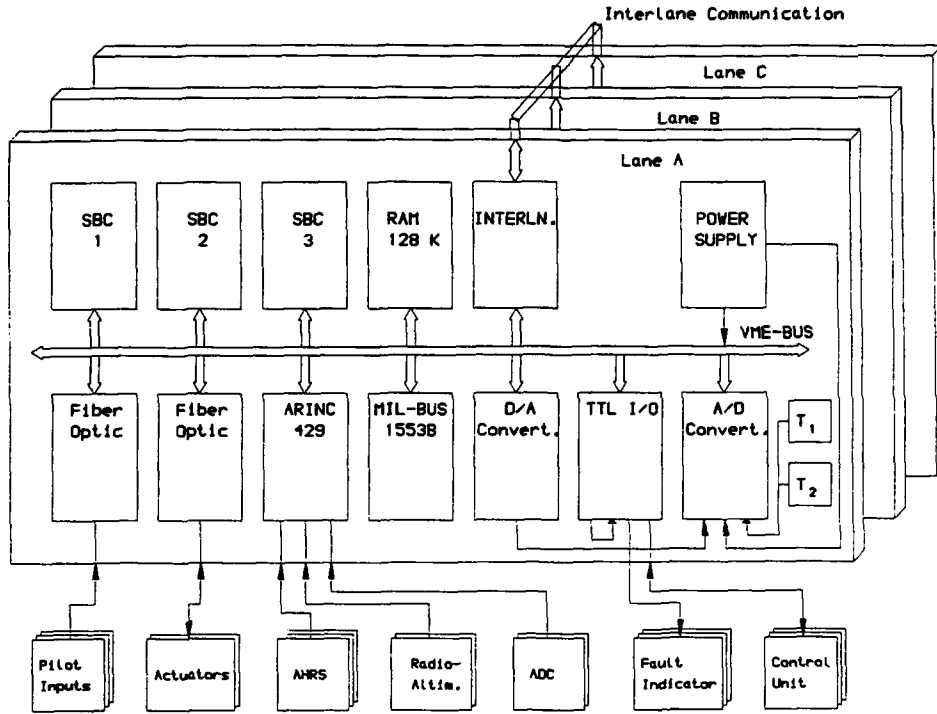 Interlane Communication
Lane C
Lane B
Lane A
SBC
1
SBC
2
SBC
3
RAM
128 K
INTERLN.
POWER
SUPPLY
VME-BUS
Fiber
Optic
Fiber
Optic
ARINC
429
MIL-BUS
1553B
D/A
Convert.
TTL I/O
A/D
Convert.
T1
T2
Pilot
Inputs
Actuators
AHRS
Radio-
Altim.
ADC
Fault
Indicator
Control
Unit